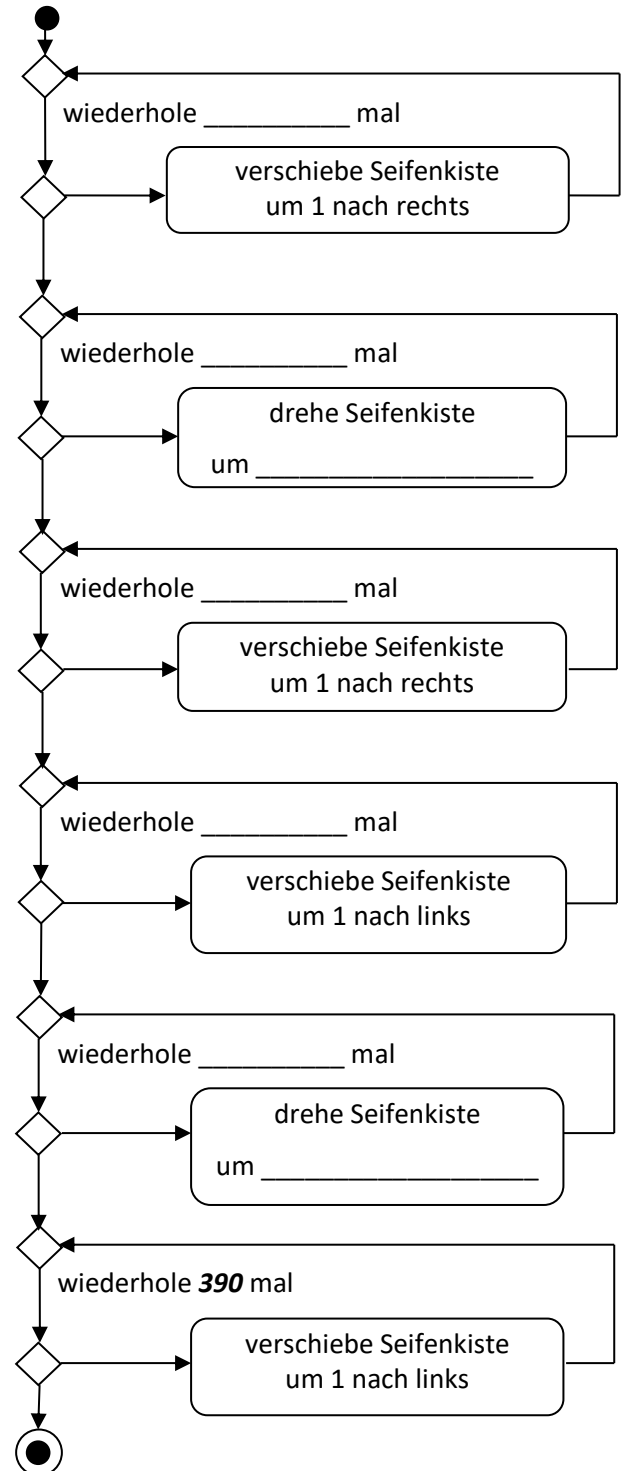 wiederhole __________ mal
verschiebe Seifenkiste
um 1 nach rechts
wiederhole __________ mal
drehe Seifenkiste
um ___________________
wiederhole __________ mal
verschiebe Seifenkiste
um 1 nach rechts
wiederhole __________ mal
verschiebe Seifenkiste
um 1 nach links
wiederhole __________ mal
drehe Seifenkiste
um ___________________
wiederhole 390 mal
verschiebe Seifenkiste
um 1 nach links